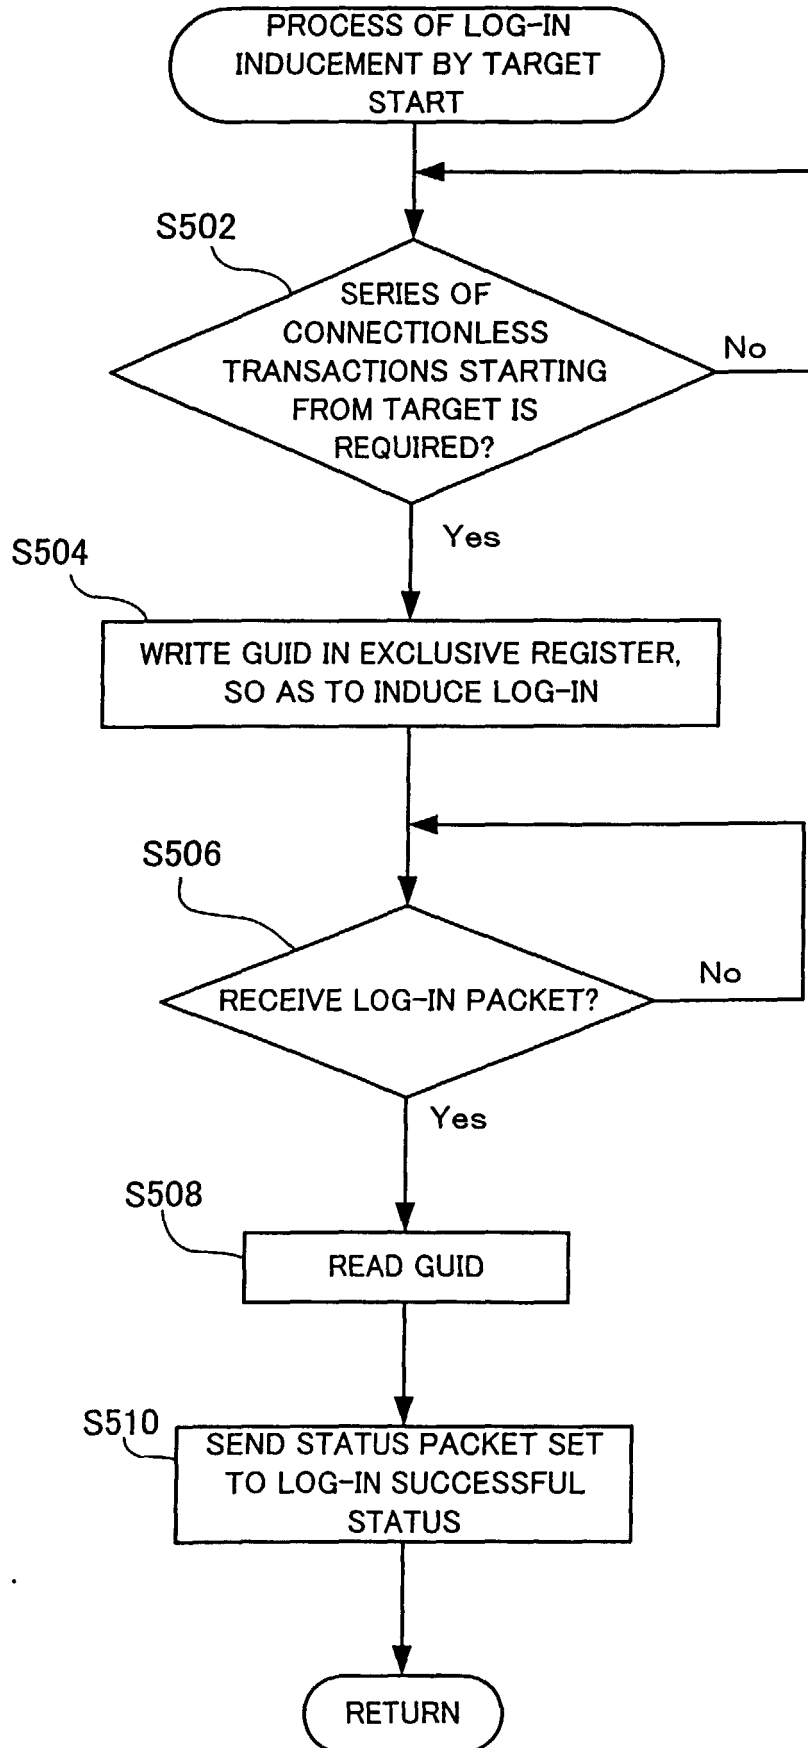 PROCESS OF LOG-IN
INDUCEMENT BY TARGET
START
S502
SERIES OF
CONNECTIONLESS
TRANSACTIONS STARTING
FROM TARGET IS
REQUIRED?
No
Yes
S504
WRITE GUID IN EXCLUSIVE REGISTER,
SO AS TO INDUCE LOG-IN
S506
RECEIVE LOG-IN PACKET?
No
Yes
S508
READ GUID
S510
SEND STATUS PACKET SET
TO LOG-IN SUCCESSFUL
STATUS
RETURN